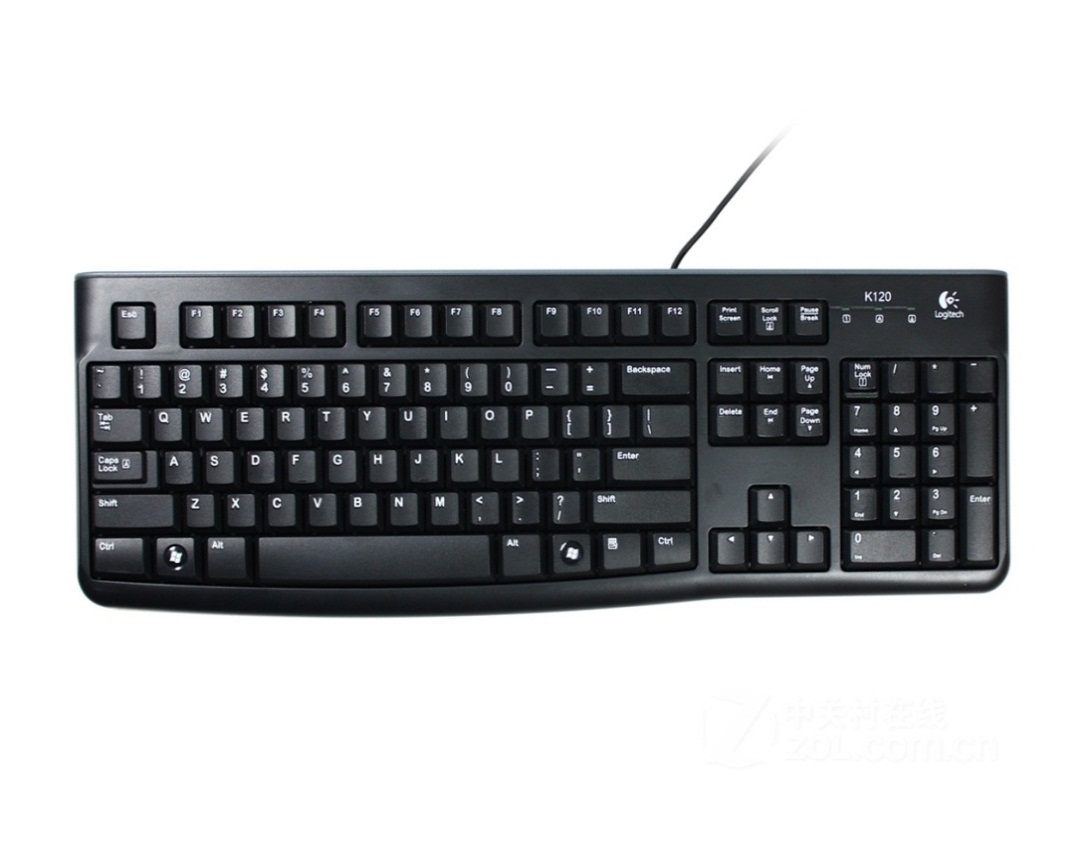 K120
Logitech
Esc F1 F2 F3 F4 F5 F6 F7 F8 F9 F10 F11 F12 Print Screen Scroll Lock Pause Break
~ ` ! 1 @ 2 # 3 $ 4 % 5 ^ 6 & 7 * 8 ( 9 ) 0 — – + = Backspace Insert Home Page Up Num Lock / * -
Tab Q W E R T Y U I O P { [ } ] | \ Delete End Page Down 7 Home 8 9 Pg Up +
Caps Lock A S D F G H J K L : ; " ' Enter 4 5 6
Shift Z X C V B N M < , > . ? / Shift 1 End 2 3 Pg Dn Enter
Ctrl Alt Alt Ctrl 0 Ins . Del
中关村在线
ZOL.COM.CN